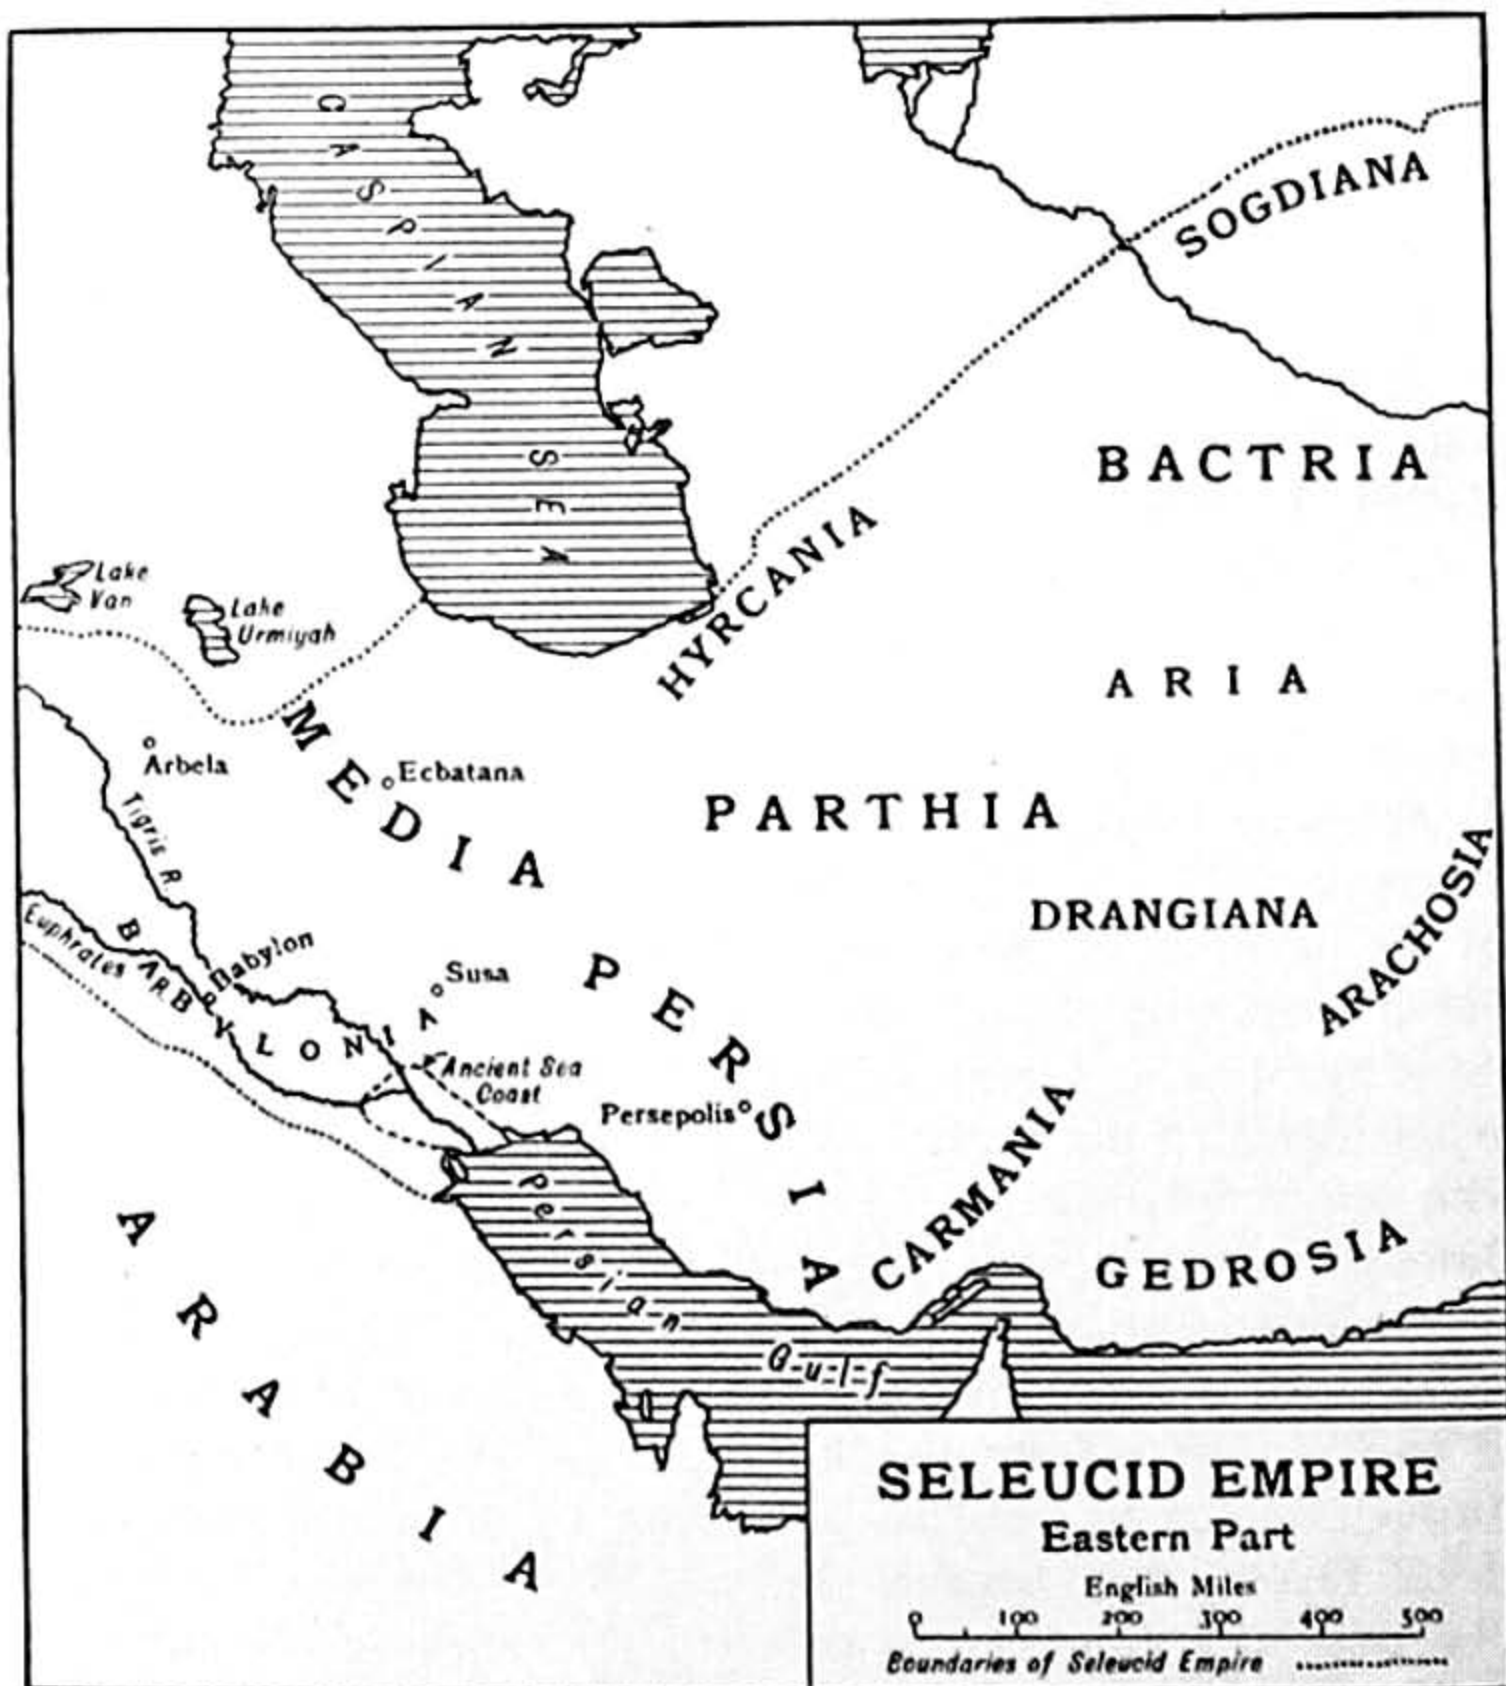 CASPIAN SEA
SOGDIANA
BACTRIA
HYRCANIA
Lake
Van
Lake
Urmiyah
ARIA
MEDIA
Arbela
Ecbatana
PARTHIA
Tigris R.
ARACHOSIA
DRANGIANA
Euphrates
BABYLONIA
Babylon
Susa
PERSIA
Ancient Sea
Coast
Persepolis
CARMANIA
GEDROSIA
Persian Gulf
ARABIA
SELEUCID EMPIRE
Eastern Part
English Miles
0 100 200 300 400 500
Boundaries of Seleucid Empire